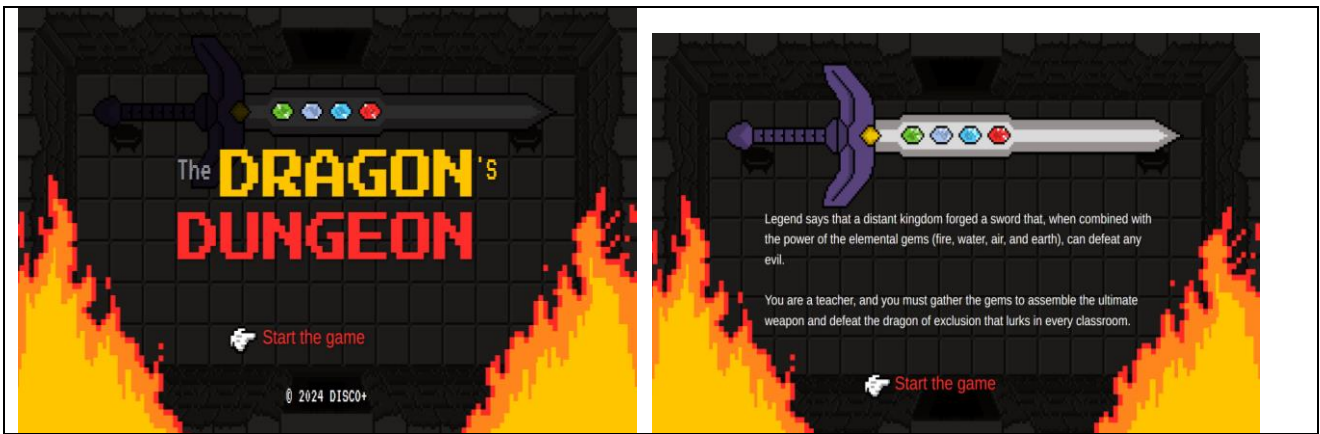 The DRAGON's
DUNGEON
Start the game
© 2024 DISCO+
Legend says that a distant kingdom forged a sword that, when combined with
the power of the elemental gems (fire, water, air, and earth), can defeat any
evil.
You are a teacher, and you must gather the gems to assemble the ultimate
weapon and defeat the dragon of exclusion that lurks in every classroom.
Start the game